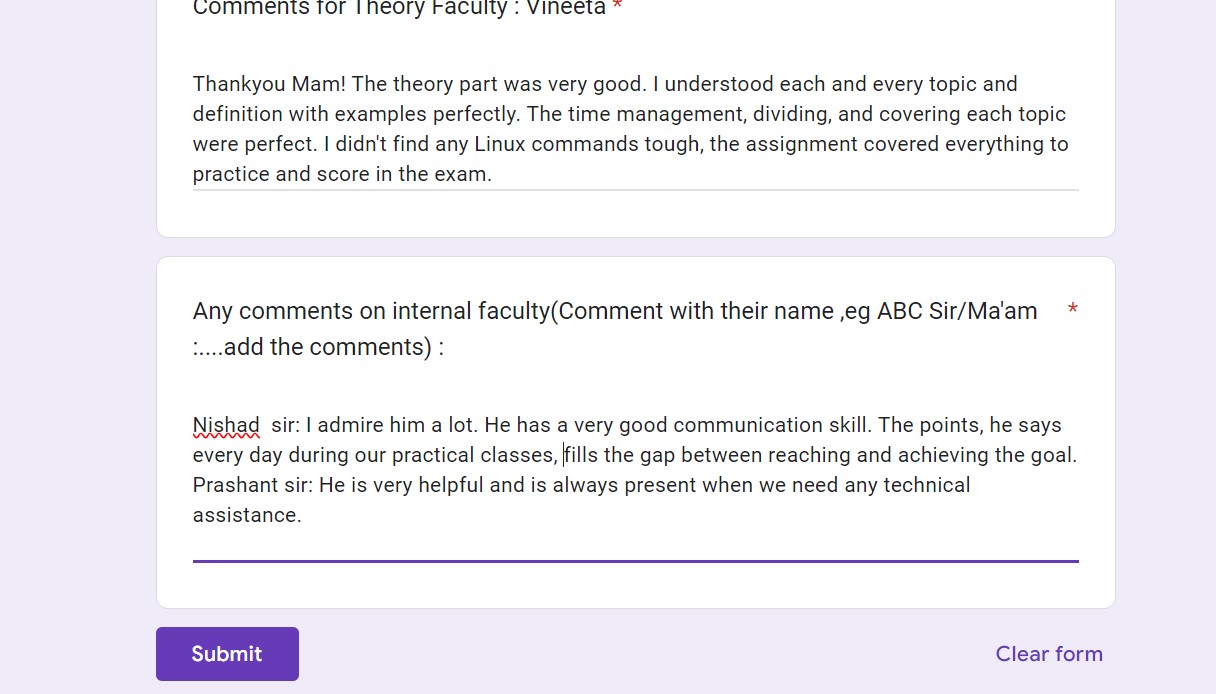 Comments for Theory Faculty : Vineeta *
Thankyou Mam! The theory part was very good. I understood each and every topic and
definition with examples perfectly. The time management, dividing, and covering each topic
were perfect. I didn't find any Linux commands tough, the assignment covered everything to
practice and score in the exam.
Any comments on internal faculty(Comment with their name ,eg ABC Sir/Ma'am *
:....add the comments) :
Nishad  sir: I admire him a lot. He has a very good communication skill. The points, he says
every day during our practical classes, fills the gap between reaching and achieving the goal.
Prashant sir: He is very helpful and is always present when we need any technical
assistance.
Submit
Clear form